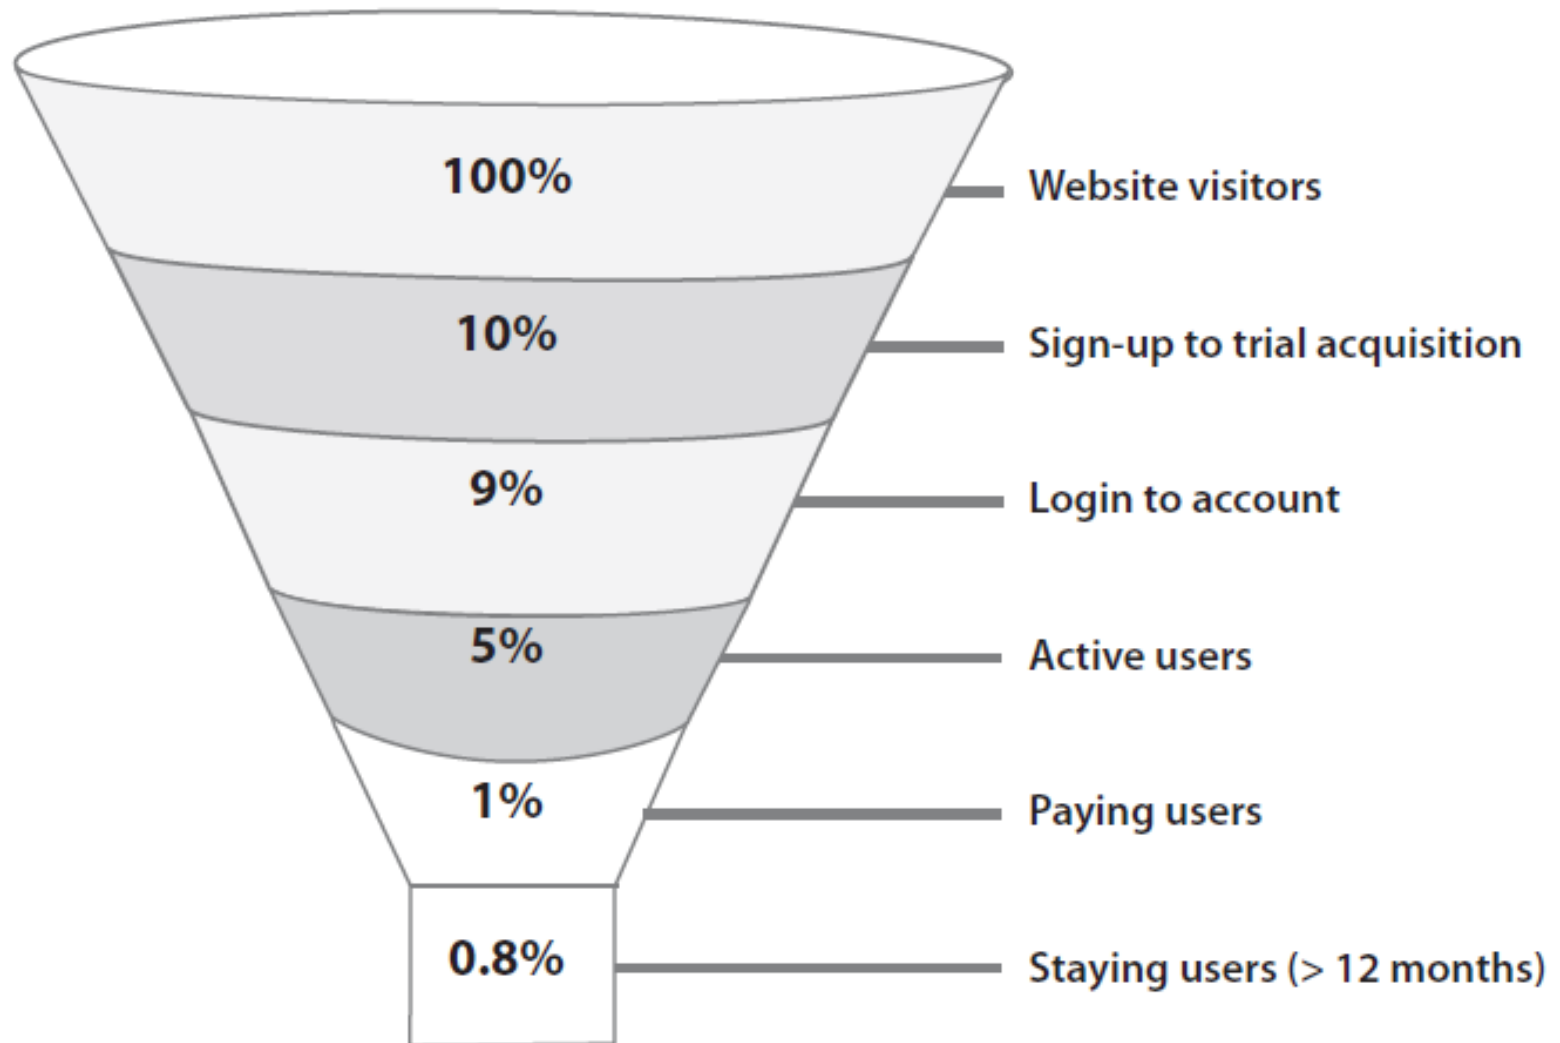 100%
Website visitors
10%
Sign-up to trial acquisition
9%
Login to account
5%
Active users
1%
Paying users
0.8%
Staying users (> 12 months)